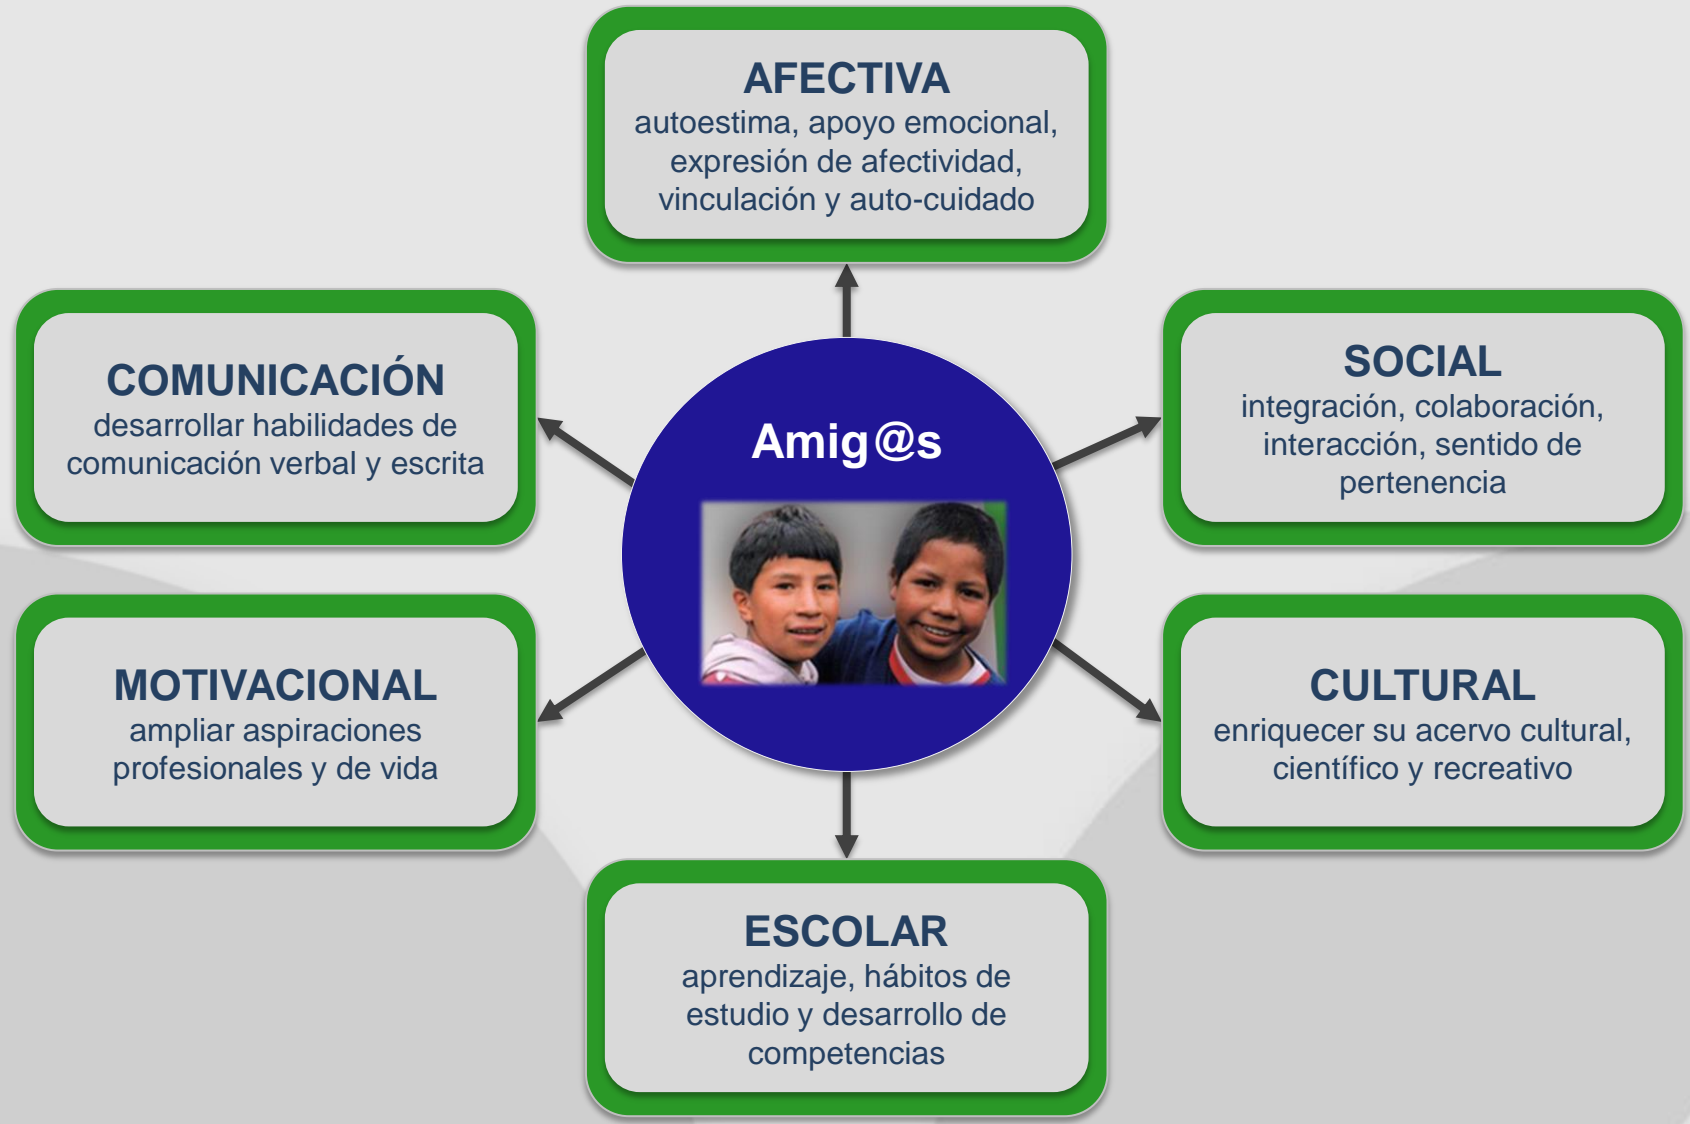 AFECTIVA
autoestima, apoyo emocional,
expresión de afectividad,
vinculación y auto-cuidado
COMUNICACIÓN
desarrollar habilidades de
comunicación verbal y escrita
Amig@s
SOCIAL
integración, colaboración,
interacción, sentido de
pertenencia
MOTIVACIONAL
ampliar aspiraciones
profesionales y de vida
CULTURAL
enriquecer su acervo cultural,
científico y recreativo
ESCOLAR
aprendizaje, hábitos de
estudio y desarrollo de
competencias